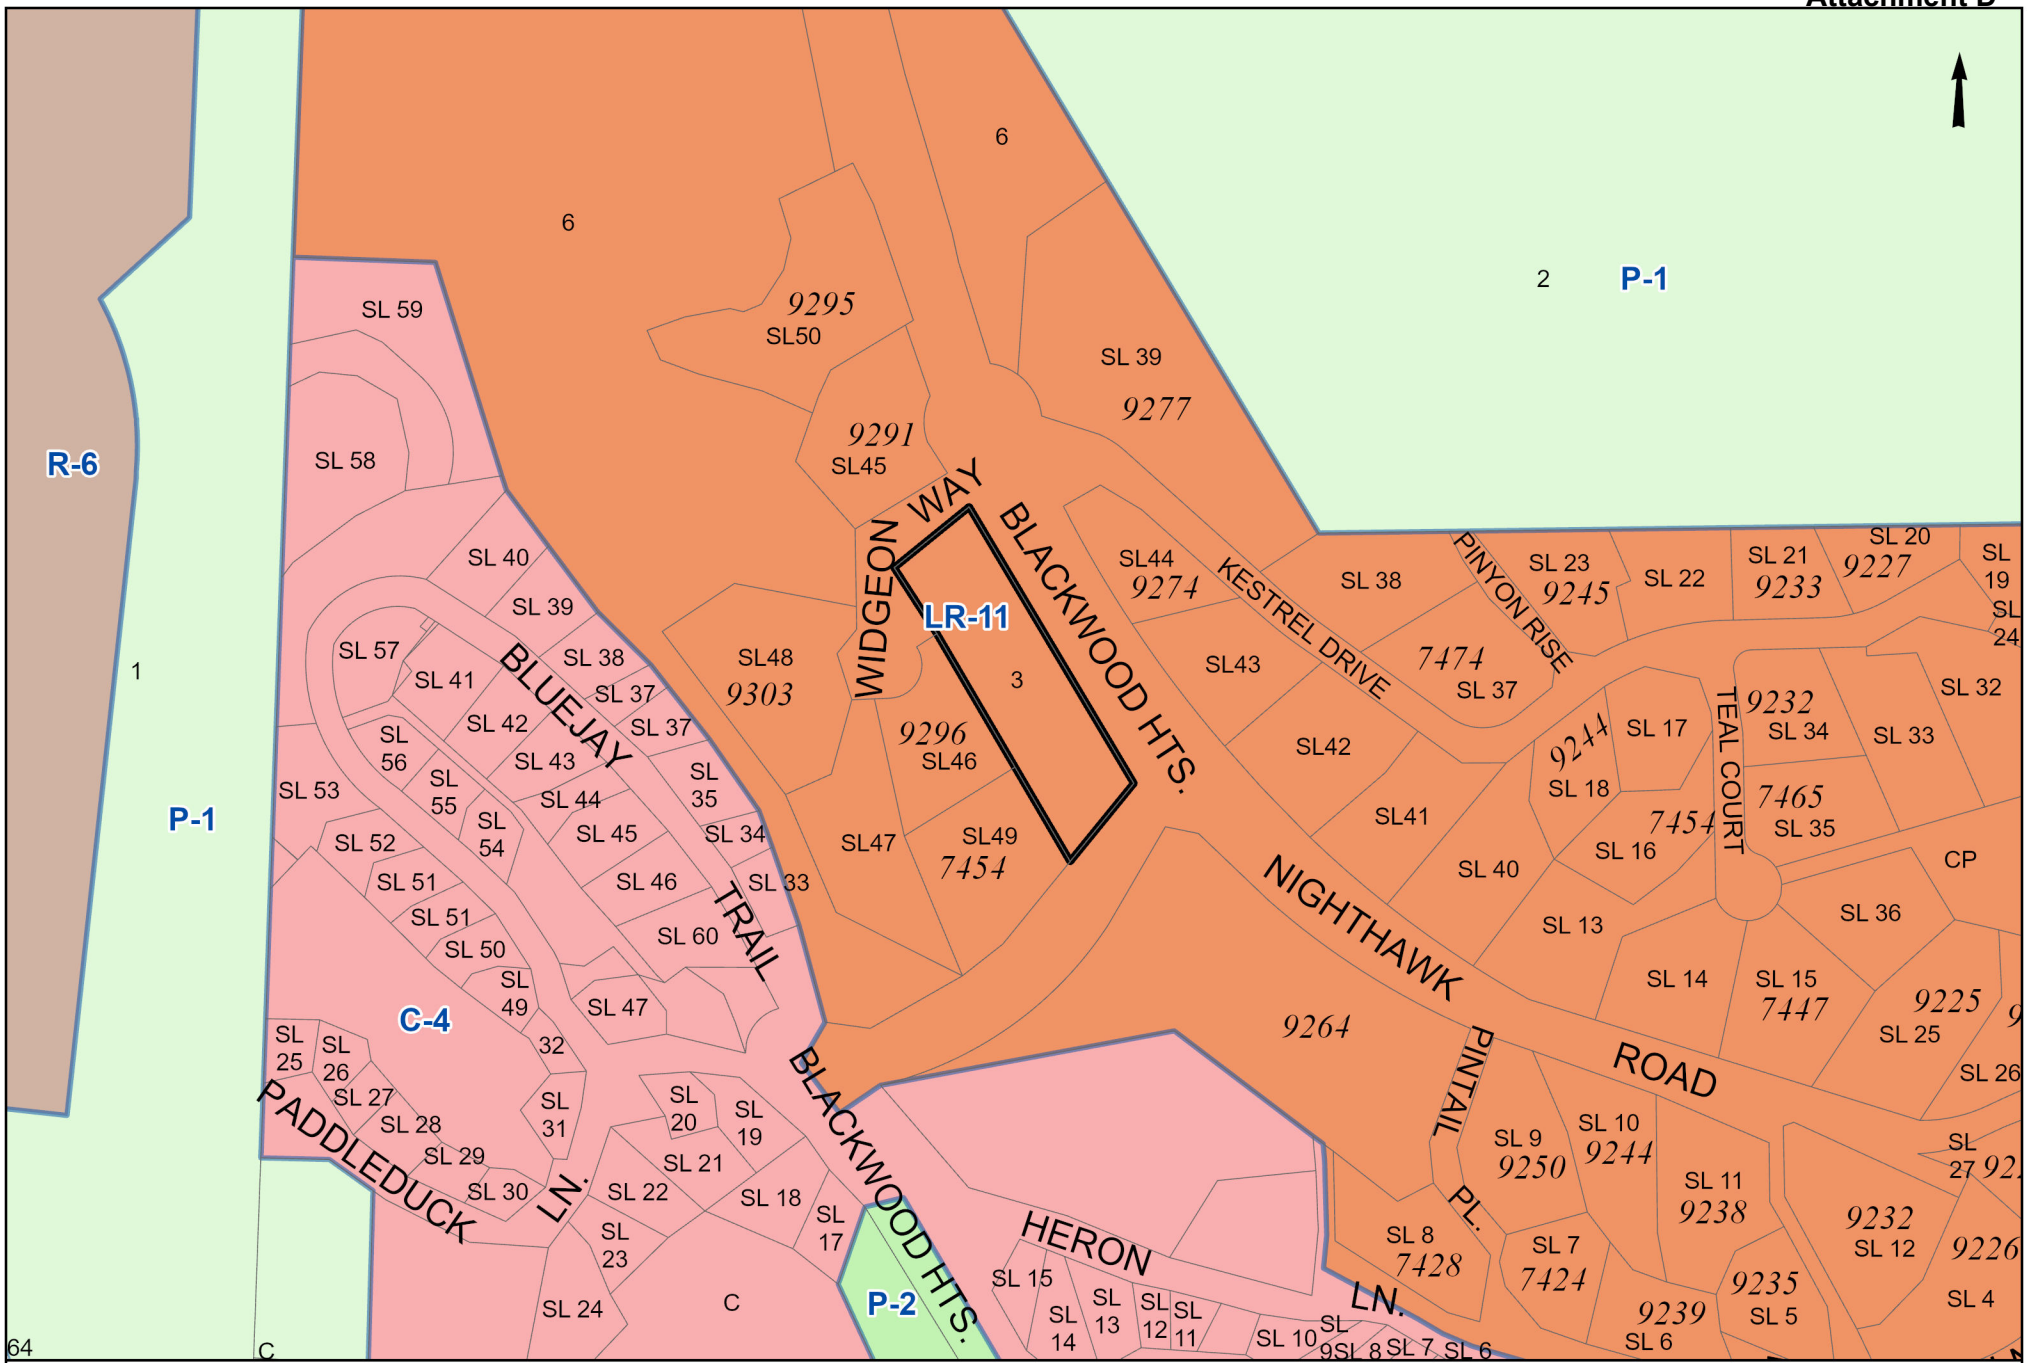 Attachment D
6
6
2
P-1
9295
SL50
SL 59
SL 39
9277
9291
SL45
R-6
SL 58
WIDGEON
WAY
BLACKWOOD HTS.
LR-11
3
SL 40
SL 39
SL 38
SL 37
SL 37
SL 35
SL 34
SL 33
SL44
9274
KESTREL DRIVE
SL 38
PINYON RISE
SL 23
9245
SL 22
SL 21
9233
SL 20
9227
SL 19
SL 24
1
SL 57
SL 41
BLUEJAY
TRAIL
SL 42
SL 43
SL 44
SL 45
SL 46
SL 60
SL48
9303
SL43
7474
SL 37
9296
SL46
SL42
9244
SL 18
SL 17
TEAL COURT
9232
SL 34
SL 33
SL 32
SL 56
SL 55
SL 54
SL 53
SL 52
SL 51
SL 51
SL 50
SL 49
P-1
SL47
SL49
7454
SL41
SL 40
7454
SL 16
7465
SL 35
CP
NIGHTHAWK
ROAD
SL 13
SL 36
SL 14
SL 15
7447
9225
SL 25
9
SL 26
C-4
SL 47
32
SL 31
9264
SL 25
SL 26
SL 27
SL 28
SL 29
SL 30
PADDLEDUCK
LN.
SL 20
SL 19
SL 21
SL 22
SL 18
SL 17
SL 23
SL 24
C
BLACKWOOD HTS.
P-2
PINTAIL
PL.
SL 9
9250
SL 10
9244
SL 11
9238
SL 27
922
9232
SL 12
9226
HERON
LN.
SL 8
7428
SL 7
7424
9235
SL 5
9239
SL 6
SL 4
SL 15
SL 14
SL 13
SL 12
SL 11
SL 10
SL 9
SL 8
SL 7
SL 6
64
C